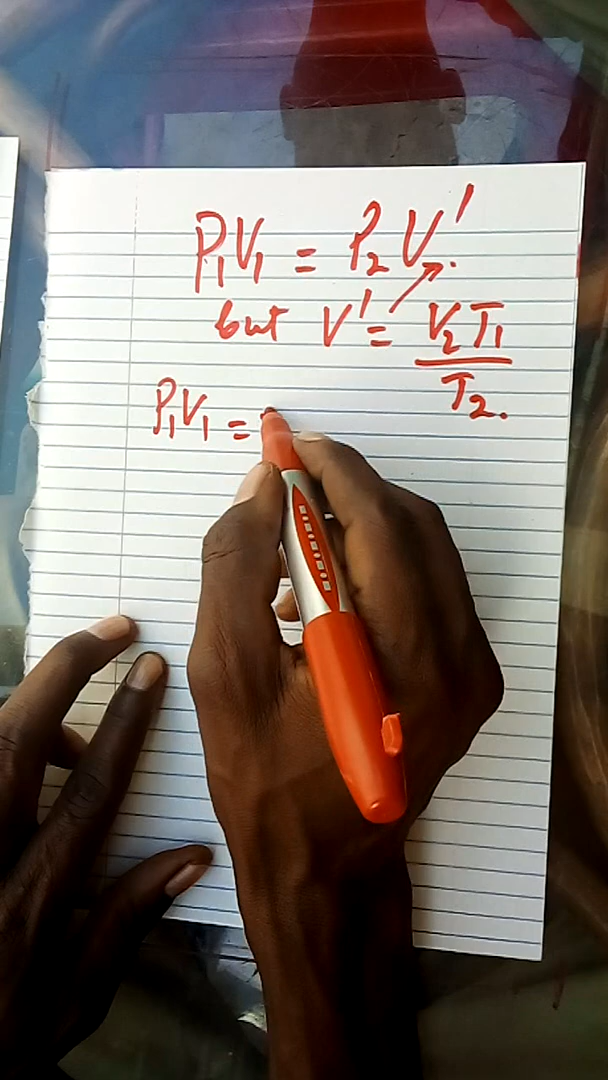 P₁V₁ = P₂V'.
but V' = V₂T₁/T₂.
P₁V₁ =